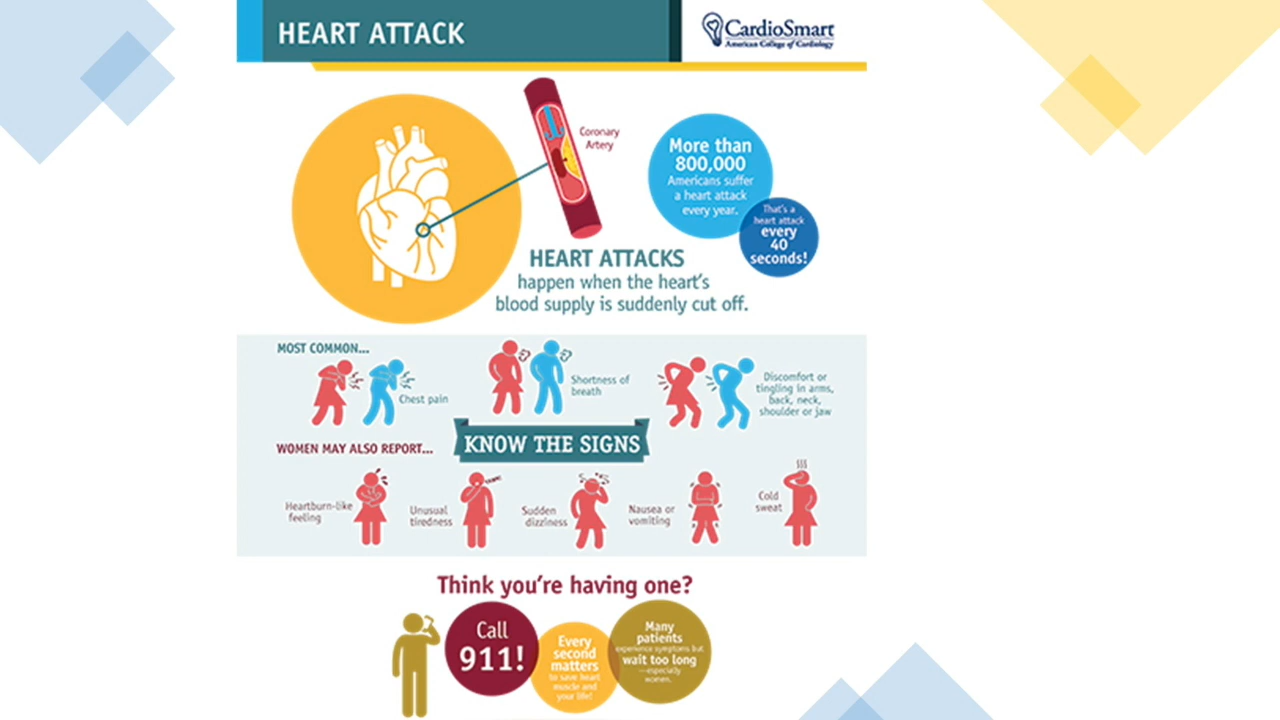 HEART ATTACK
CardioSmart
American College of Cardiology
Coronary
Artery
More than
800,000
Americans suffer
a heart attack
every year.
That's a
heart attack
every
40
seconds!
HEART ATTACKS
happen when the heart's
blood supply is suddenly cut off.
MOST COMMON...
Chest pain
Shortness of
breath
Discomfort or
tingling in arms,
back, neck,
shoulder or jaw
KNOW THE SIGNS
WOMEN MAY ALSO REPORT...
Heartburn-like
feeling
Unusual
tiredness
Sudden
dizziness
Nausea or
vomiting
Cold
sweat
Think you're having one?
Call
911!
Every
second
matters
to save heart
muscle and
your life!
Many
patients
experience symptoms but
wait too long
—especially
women.